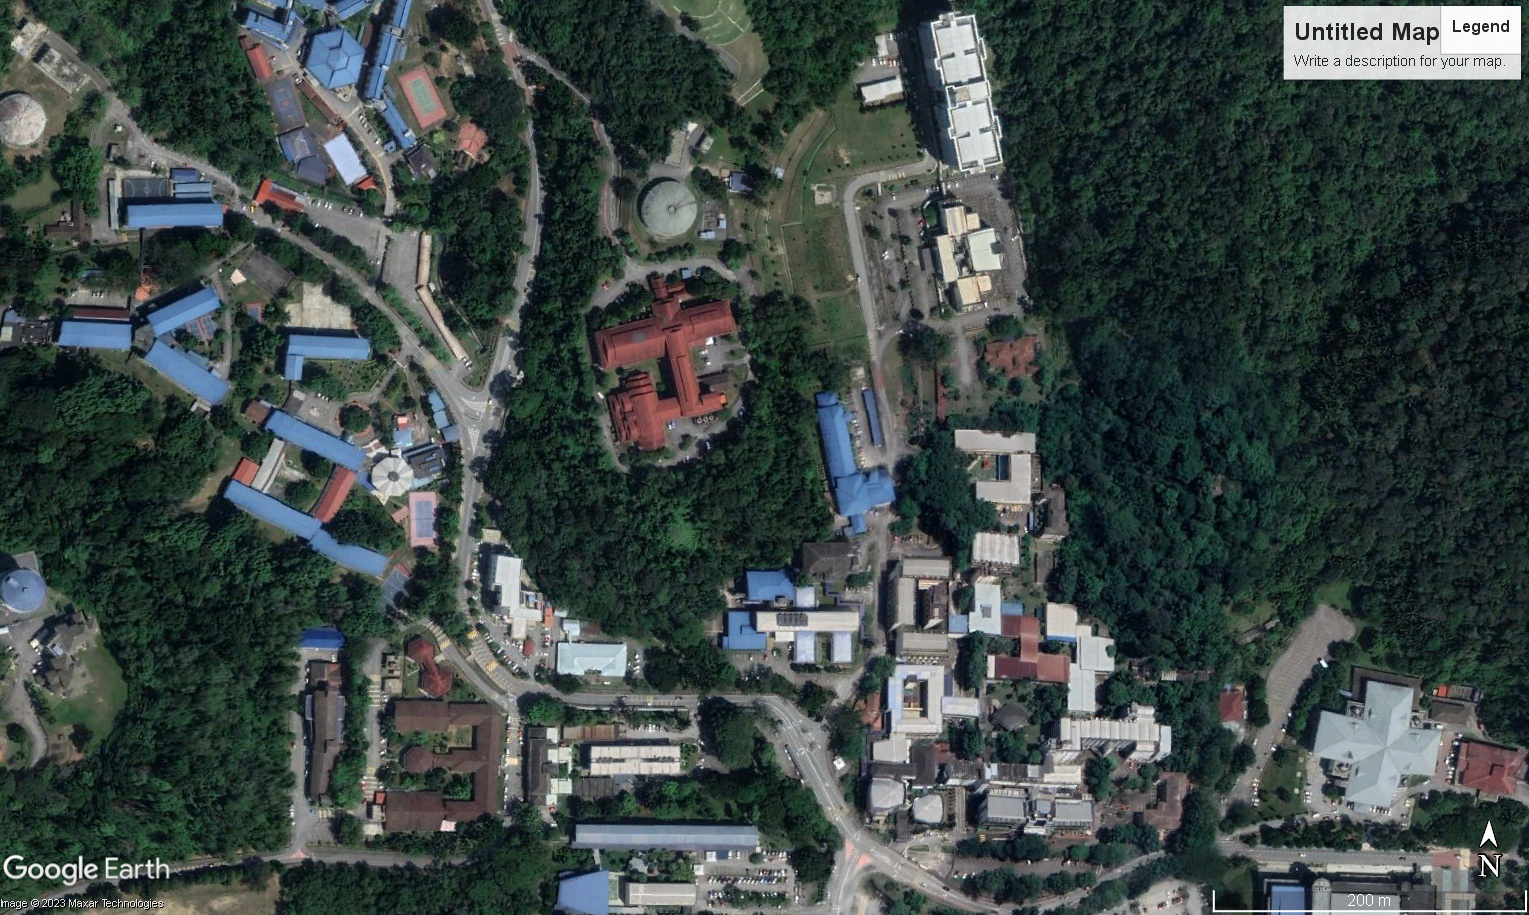 Untitled Map
Legend
Write a description for your map.
Google Earth
Image © 2023 Maxar Technologies
N
200 m